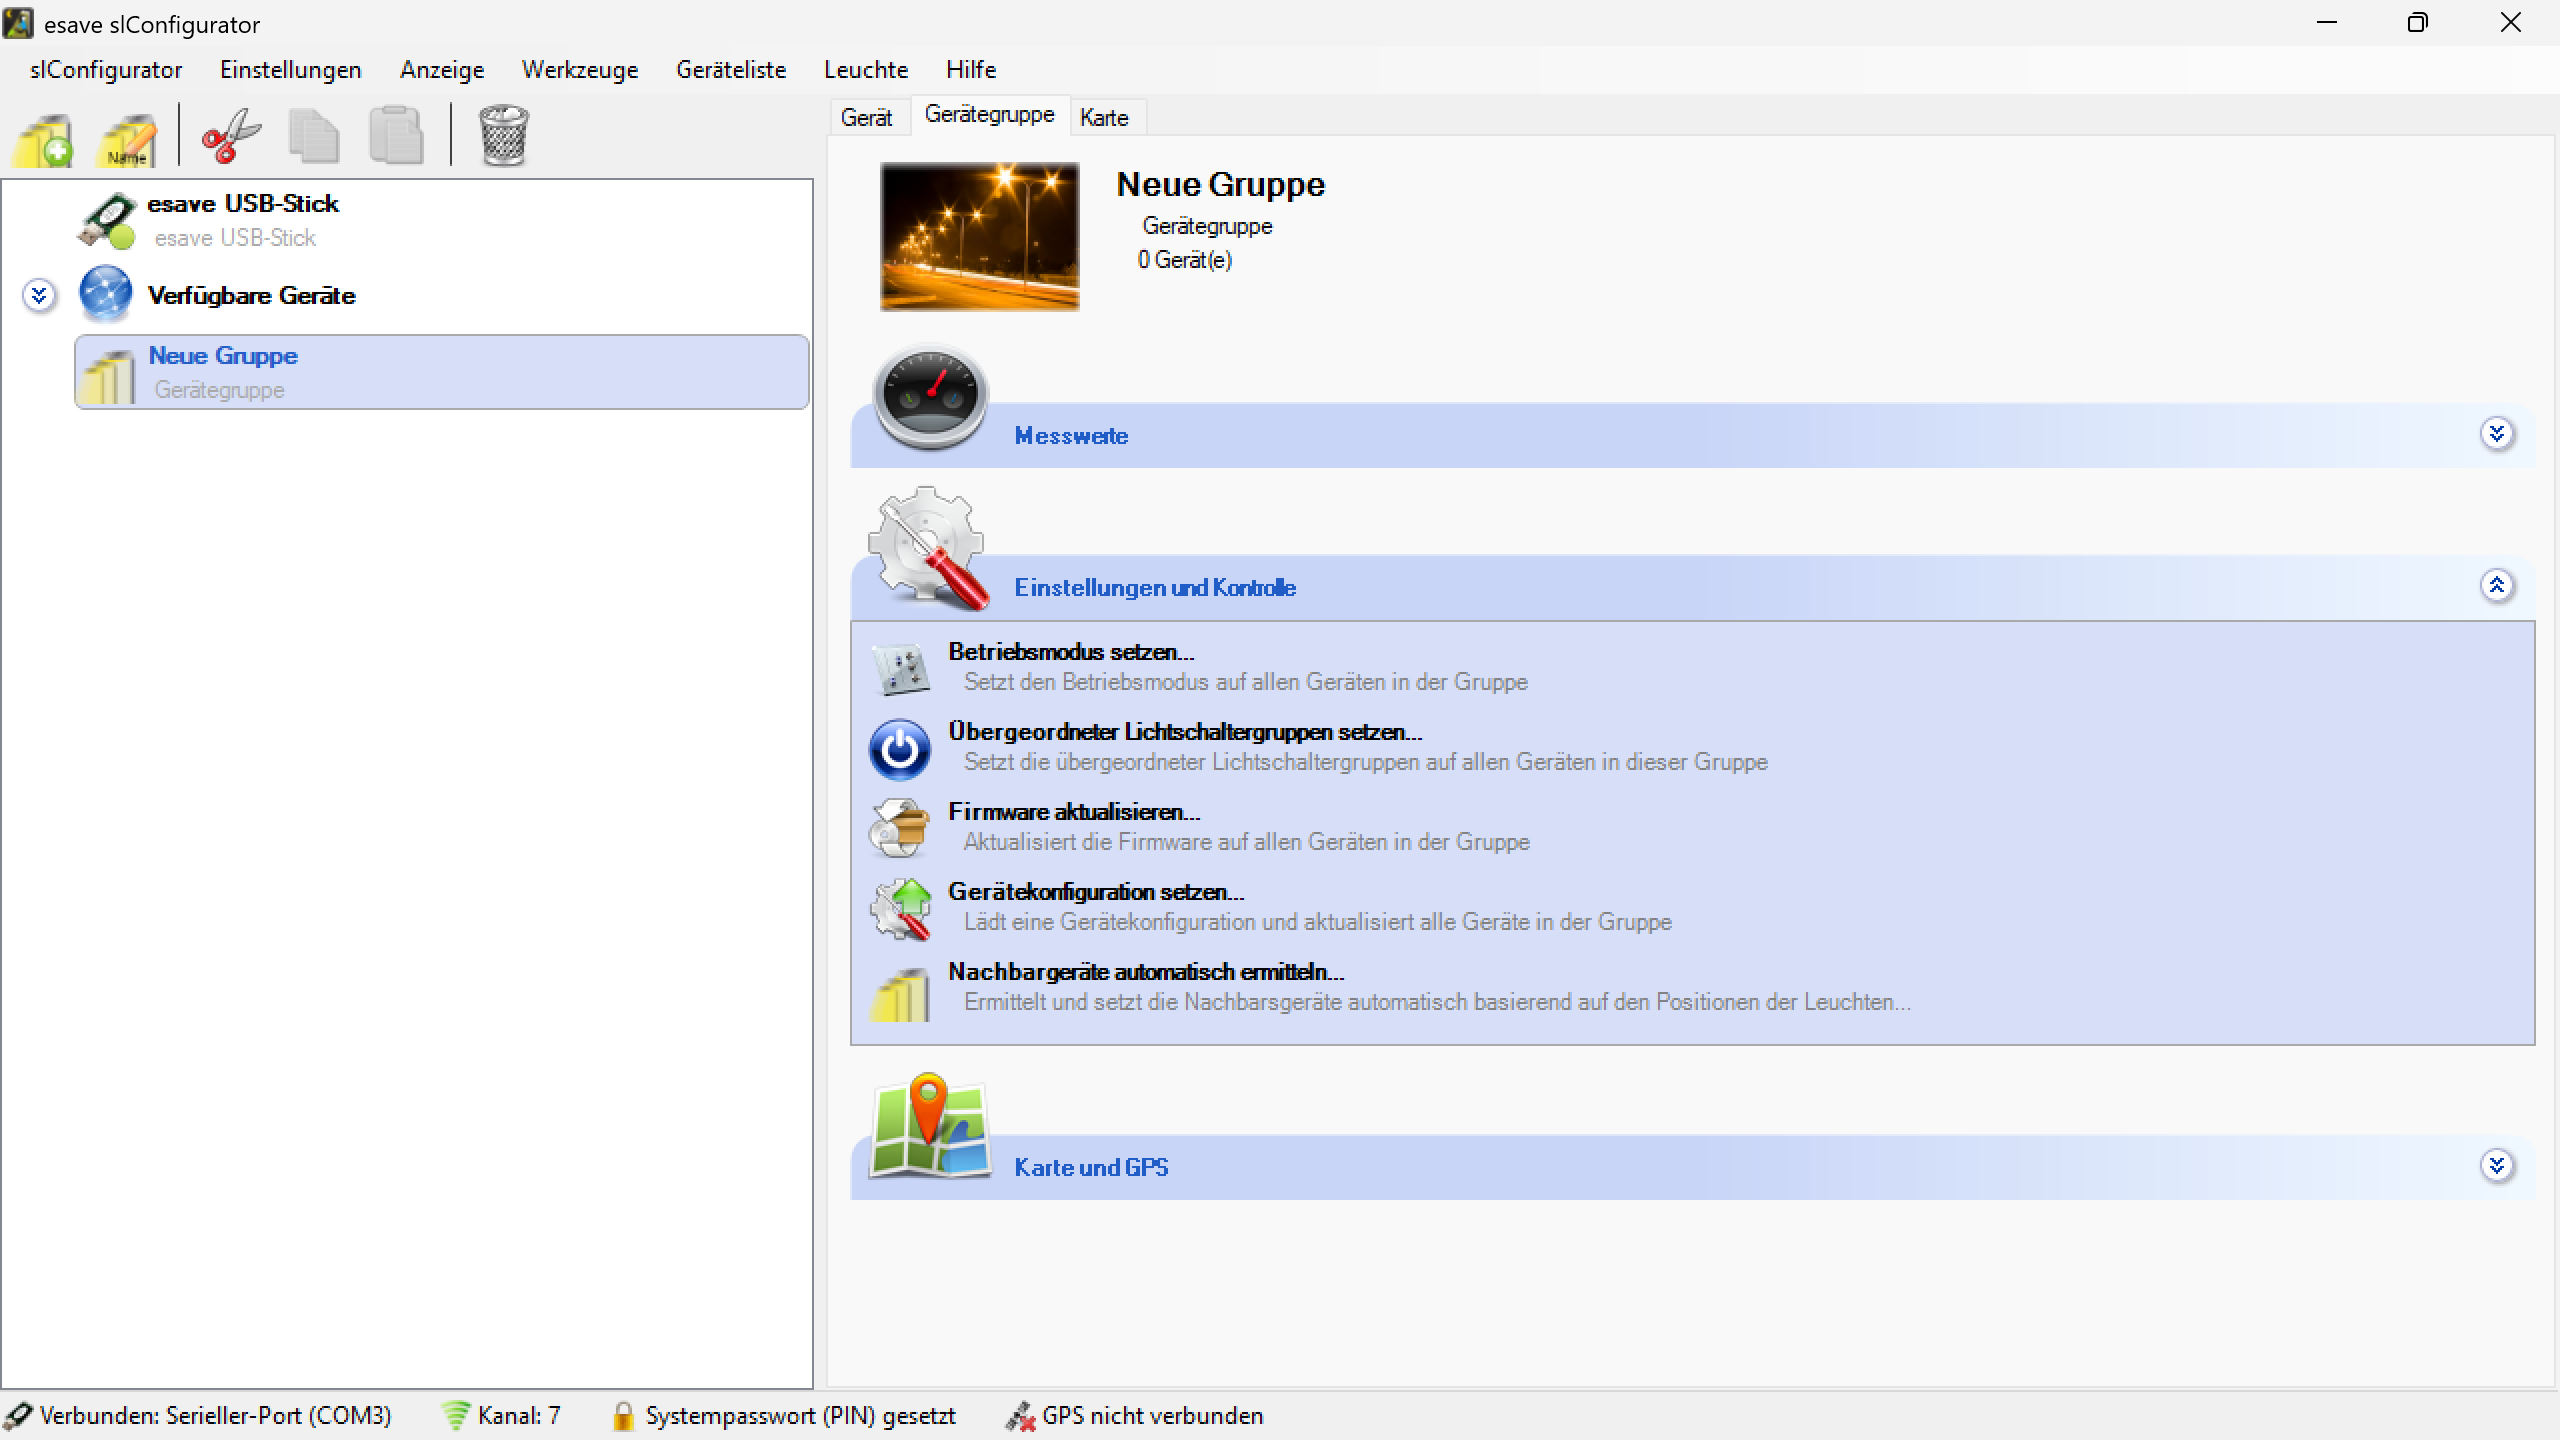 esave slConfigurator
slConfigurator Einstellungen Anzeige Werkzeuge Geräteliste Leuchte Hilfe
Name
esave USB-Stick
esave USB-Stick
Verfügbare Geräte
Neue Gruppe
Gerätegruppe
Gerät Gerätegruppe Karte
Neue Gruppe
Gerätegruppe
0 Gerät(e)
Messwerte
Einstellungen und Kontrolle
Betriebsmodus setzen...
Setzt den Betriebsmodus auf allen Geräten in der Gruppe
Übergeordneter Lichtschaltergruppen setzen...
Setzt die übergeordneter Lichtschaltergruppen auf allen Geräten in dieser Gruppe
Firmware aktualisieren...
Aktualisiert die Firmware auf allen Geräten in der Gruppe
Gerätekonfiguration setzen...
Lädt eine Gerätekonfiguration und aktualisiert alle Geräte in der Gruppe
Nachbargeräte automatisch ermitteln...
Ermittelt und setzt die Nachbarsgeräte automatisch basierend auf den Positionen der Leuchten...
Karte und GPS
Verbunden: Serieller-Port (COM3) Kanal: 7 Systempasswort (PIN) gesetzt GPS nicht verbunden